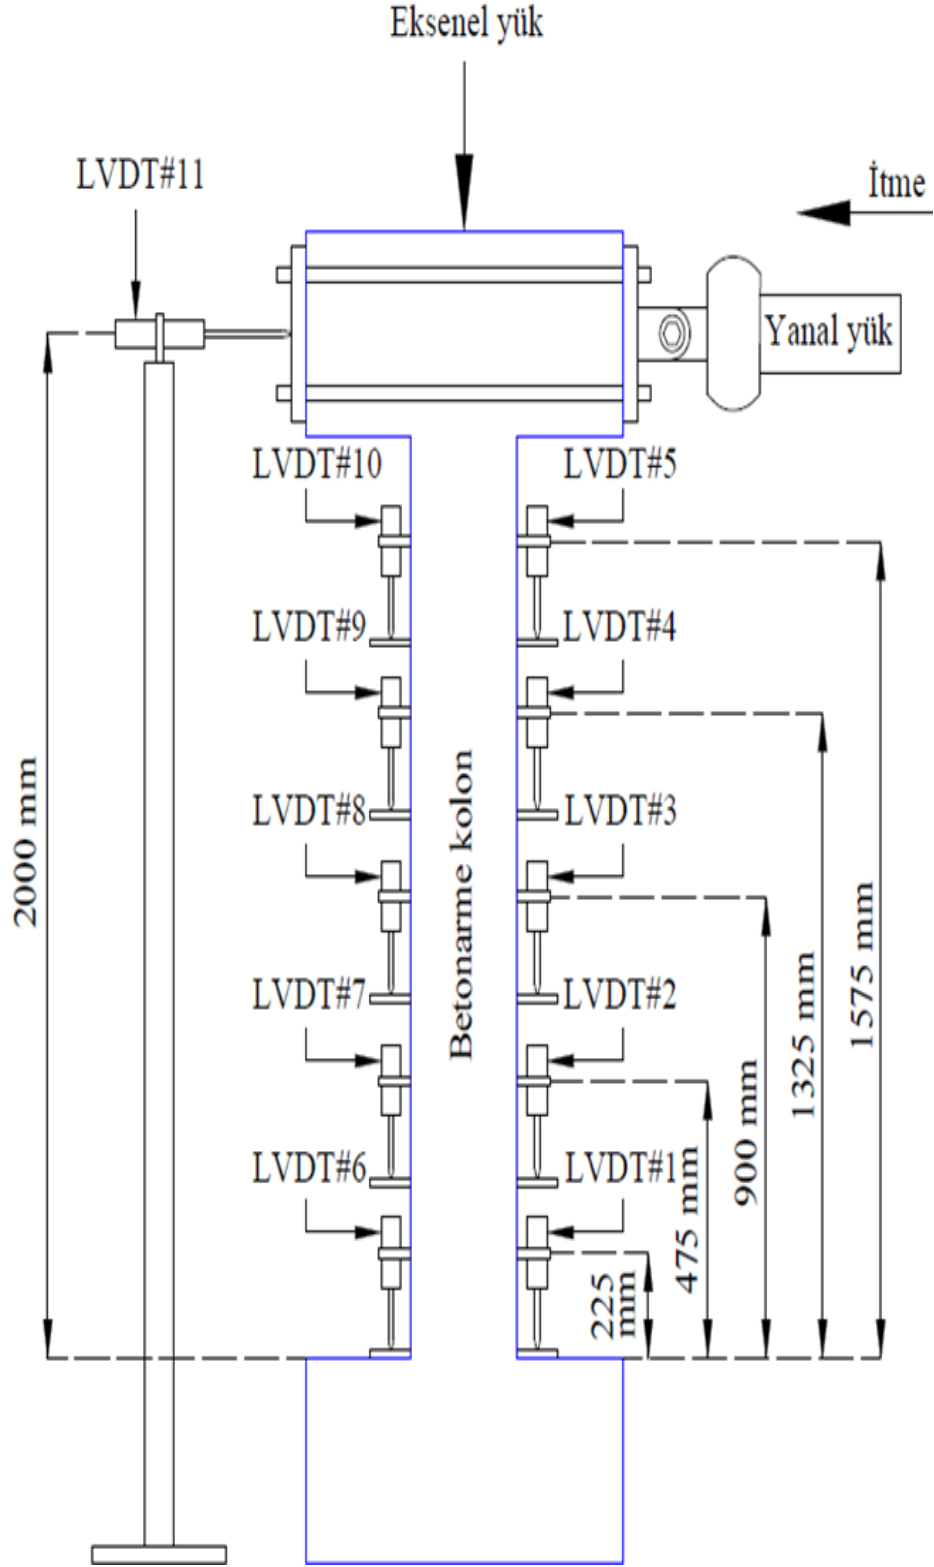 Eksenel yük
LVDT#11
İtme
Yanal yük
LVDT#10
LVDT#5
LVDT#9
LVDT#4
LVDT#8
LVDT#3
LVDT#7
LVDT#2
LVDT#6
LVDT#1
Betonarme kolon
2000 mm
225
mm
475 mm
900 mm
1325 mm
1575 mm